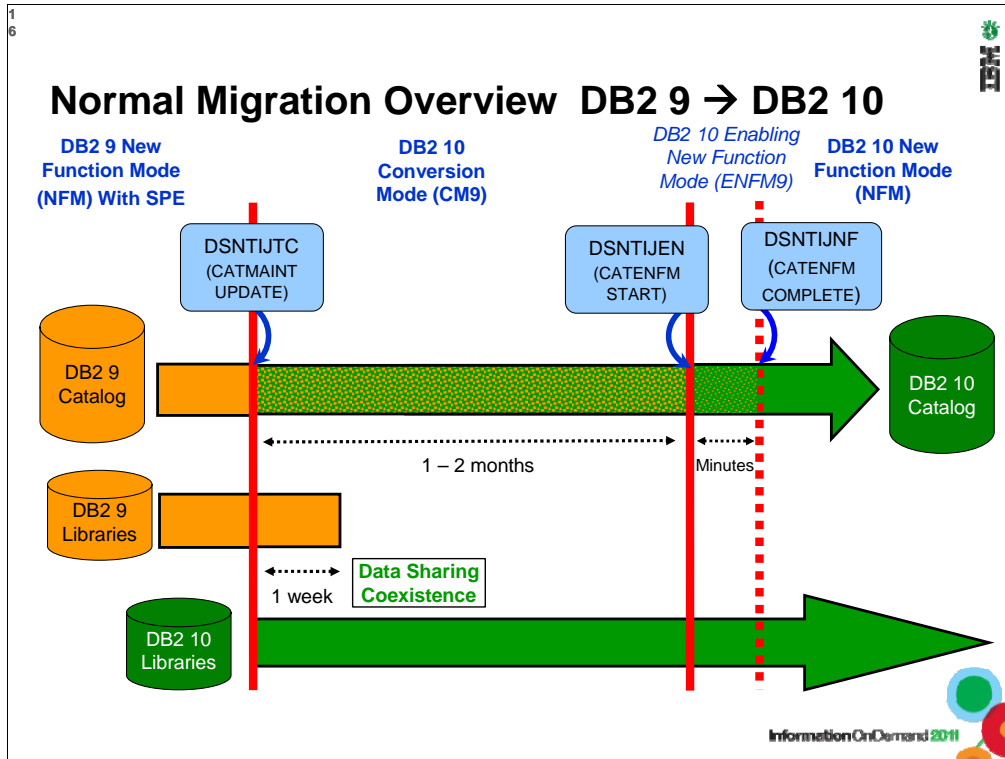 1
6
IBM
Normal Migration Overview DB2 9 → DB2 10
DB2 9 New
Function Mode
(NFM) With SPE
DB2 10
Conversion
Mode (CM9)
DB2 10 Enabling
New Function
Mode (ENFM9)
DB2 10 New
Function Mode
(NFM)
DSNTIJTC
(CATMAINT
UPDATE)
DSNTIJEN
(CATENFM
START)
DSNTIJNF
(CATENFM
COMPLETE)
DB2 9
Catalog
DB2 10
Catalog
1 – 2 months
Minutes
DB2 9
Libraries
1 week
Data Sharing
Coexistence
DB2 10
Libraries
InformationOnDemand 2011